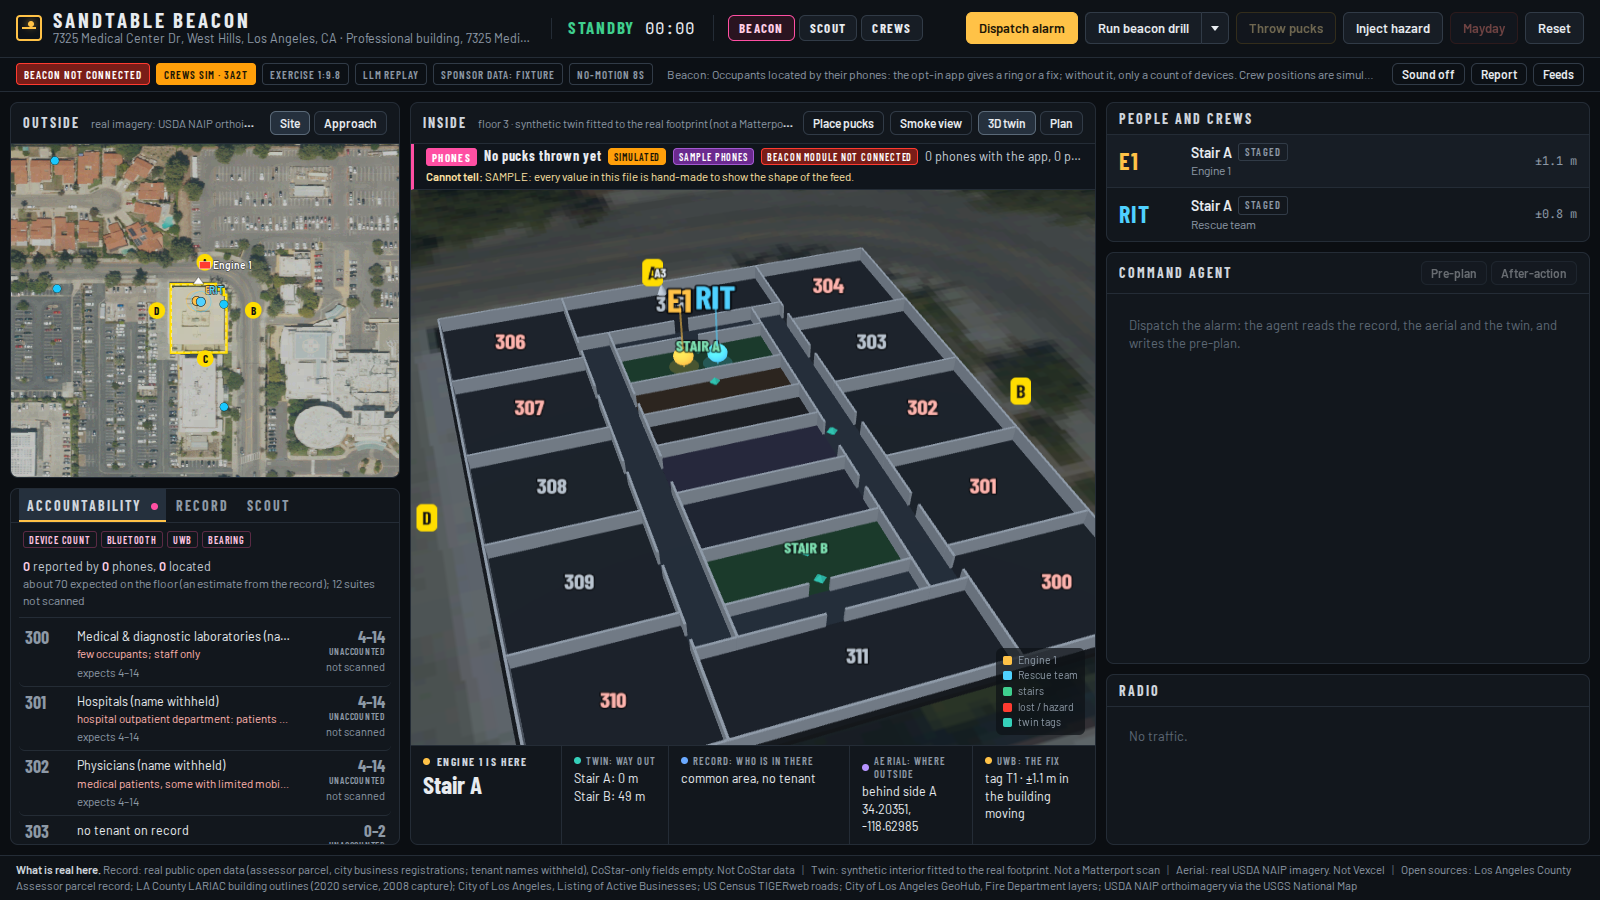 SANDTABLE BEACON
7325 Medical Center Dr, West Hills, Los Angeles, CA · Professional building, 7325 Medi...
STANDBY 00:00
BEACON SCOUT CREWS
Dispatch alarm Run beacon drill Throw pucks Inject hazard Mayday Reset
BEACON NOT CONNECTED CREWS SIM · 3A2T EXERCISE 1:9.8 LLM REPLAY SPONSOR DATA: FIXTURE NO-MOTION 8S
Beacon: Occupants located by their phones: the opt-in app gives a ring or a fix; without it, only a count of devices. Crew positions are simul...
Sound off Report Feeds
OUTSIDE real imagery: USDA NAIP orthoi... Site Approach
Engine 1
D
B
C
ACCOUNTABILITY RECORD SCOUT
DEVICE COUNT BLUETOOTH UWB BEARING
0 reported by 0 phones, 0 located
about 70 expected on the floor (an estimate from the record); 12 suites
not scanned
300 Medical & diagnostic laboratories (na... 4–14
few occupants; staff only UNACCOUNTED
expects 4–14 not scanned
301 Hospitals (name withheld) 4–14
hospital outpatient department: patients ... UNACCOUNTED
expects 4–14 not scanned
302 Physicians (name withheld) 4–14
medical patients, some with limited mobi... UNACCOUNTED
expects 4–14 not scanned
303 no tenant on record 0–2
INSIDE floor 3 · synthetic twin fitted to the real footprint (not a Matterpo... Place pucks Smoke view 3D twin Plan
PHONES No pucks thrown yet SIMULATED SAMPLE PHONES BEACON MODULE NOT CONNECTED 0 phones with the app, 0 p...
Cannot tell: SAMPLE: every value in this file is hand-made to show the shape of the feed.
A A3
E1 RIT
304
306
303
STAIR A
307
302
B
308
301
D
STAIR B
309
300
311
310
Engine 1
Rescue team
stairs
lost / hazard
twin tags
ENGINE 1 IS HERE
Stair A
TWIN: WAY OUT
Stair A: 0 m
Stair B: 49 m
RECORD: WHO IS IN THERE
common area, no tenant
AERIAL: WHERE
OUTSIDE
behind side A
34.20351,
-118.62985
UWB: THE FIX
tag T1 · ±1.1 m in
the building
moving
PEOPLE AND CREWS
E1 Stair A STAGED ±1.1 m
Engine 1
RIT Stair A STAGED ±0.8 m
Rescue team
COMMAND AGENT Pre-plan After-action
Dispatch the alarm: the agent reads the record, the aerial and the twin, and
writes the pre-plan.
RADIO
No traffic.
What is real here. Record: real public open data (assessor parcel, city business registrations; tenant names withheld), CoStar-only fields empty. Not CoStar data | Twin: synthetic interior fitted to the real footprint. Not a Matterport scan | Aerial: real USDA NAIP imagery. Not Vexcel | Open sources: Los Angeles County
Assessor parcel record; LA County LARIAC building outlines (2020 service, 2008 capture); City of Los Angeles, Listing of Active Businesses; US Census TIGERweb roads; City of Los Angeles GeoHub, Fire Department layers; USDA NAIP orthoimagery via the USGS National Map